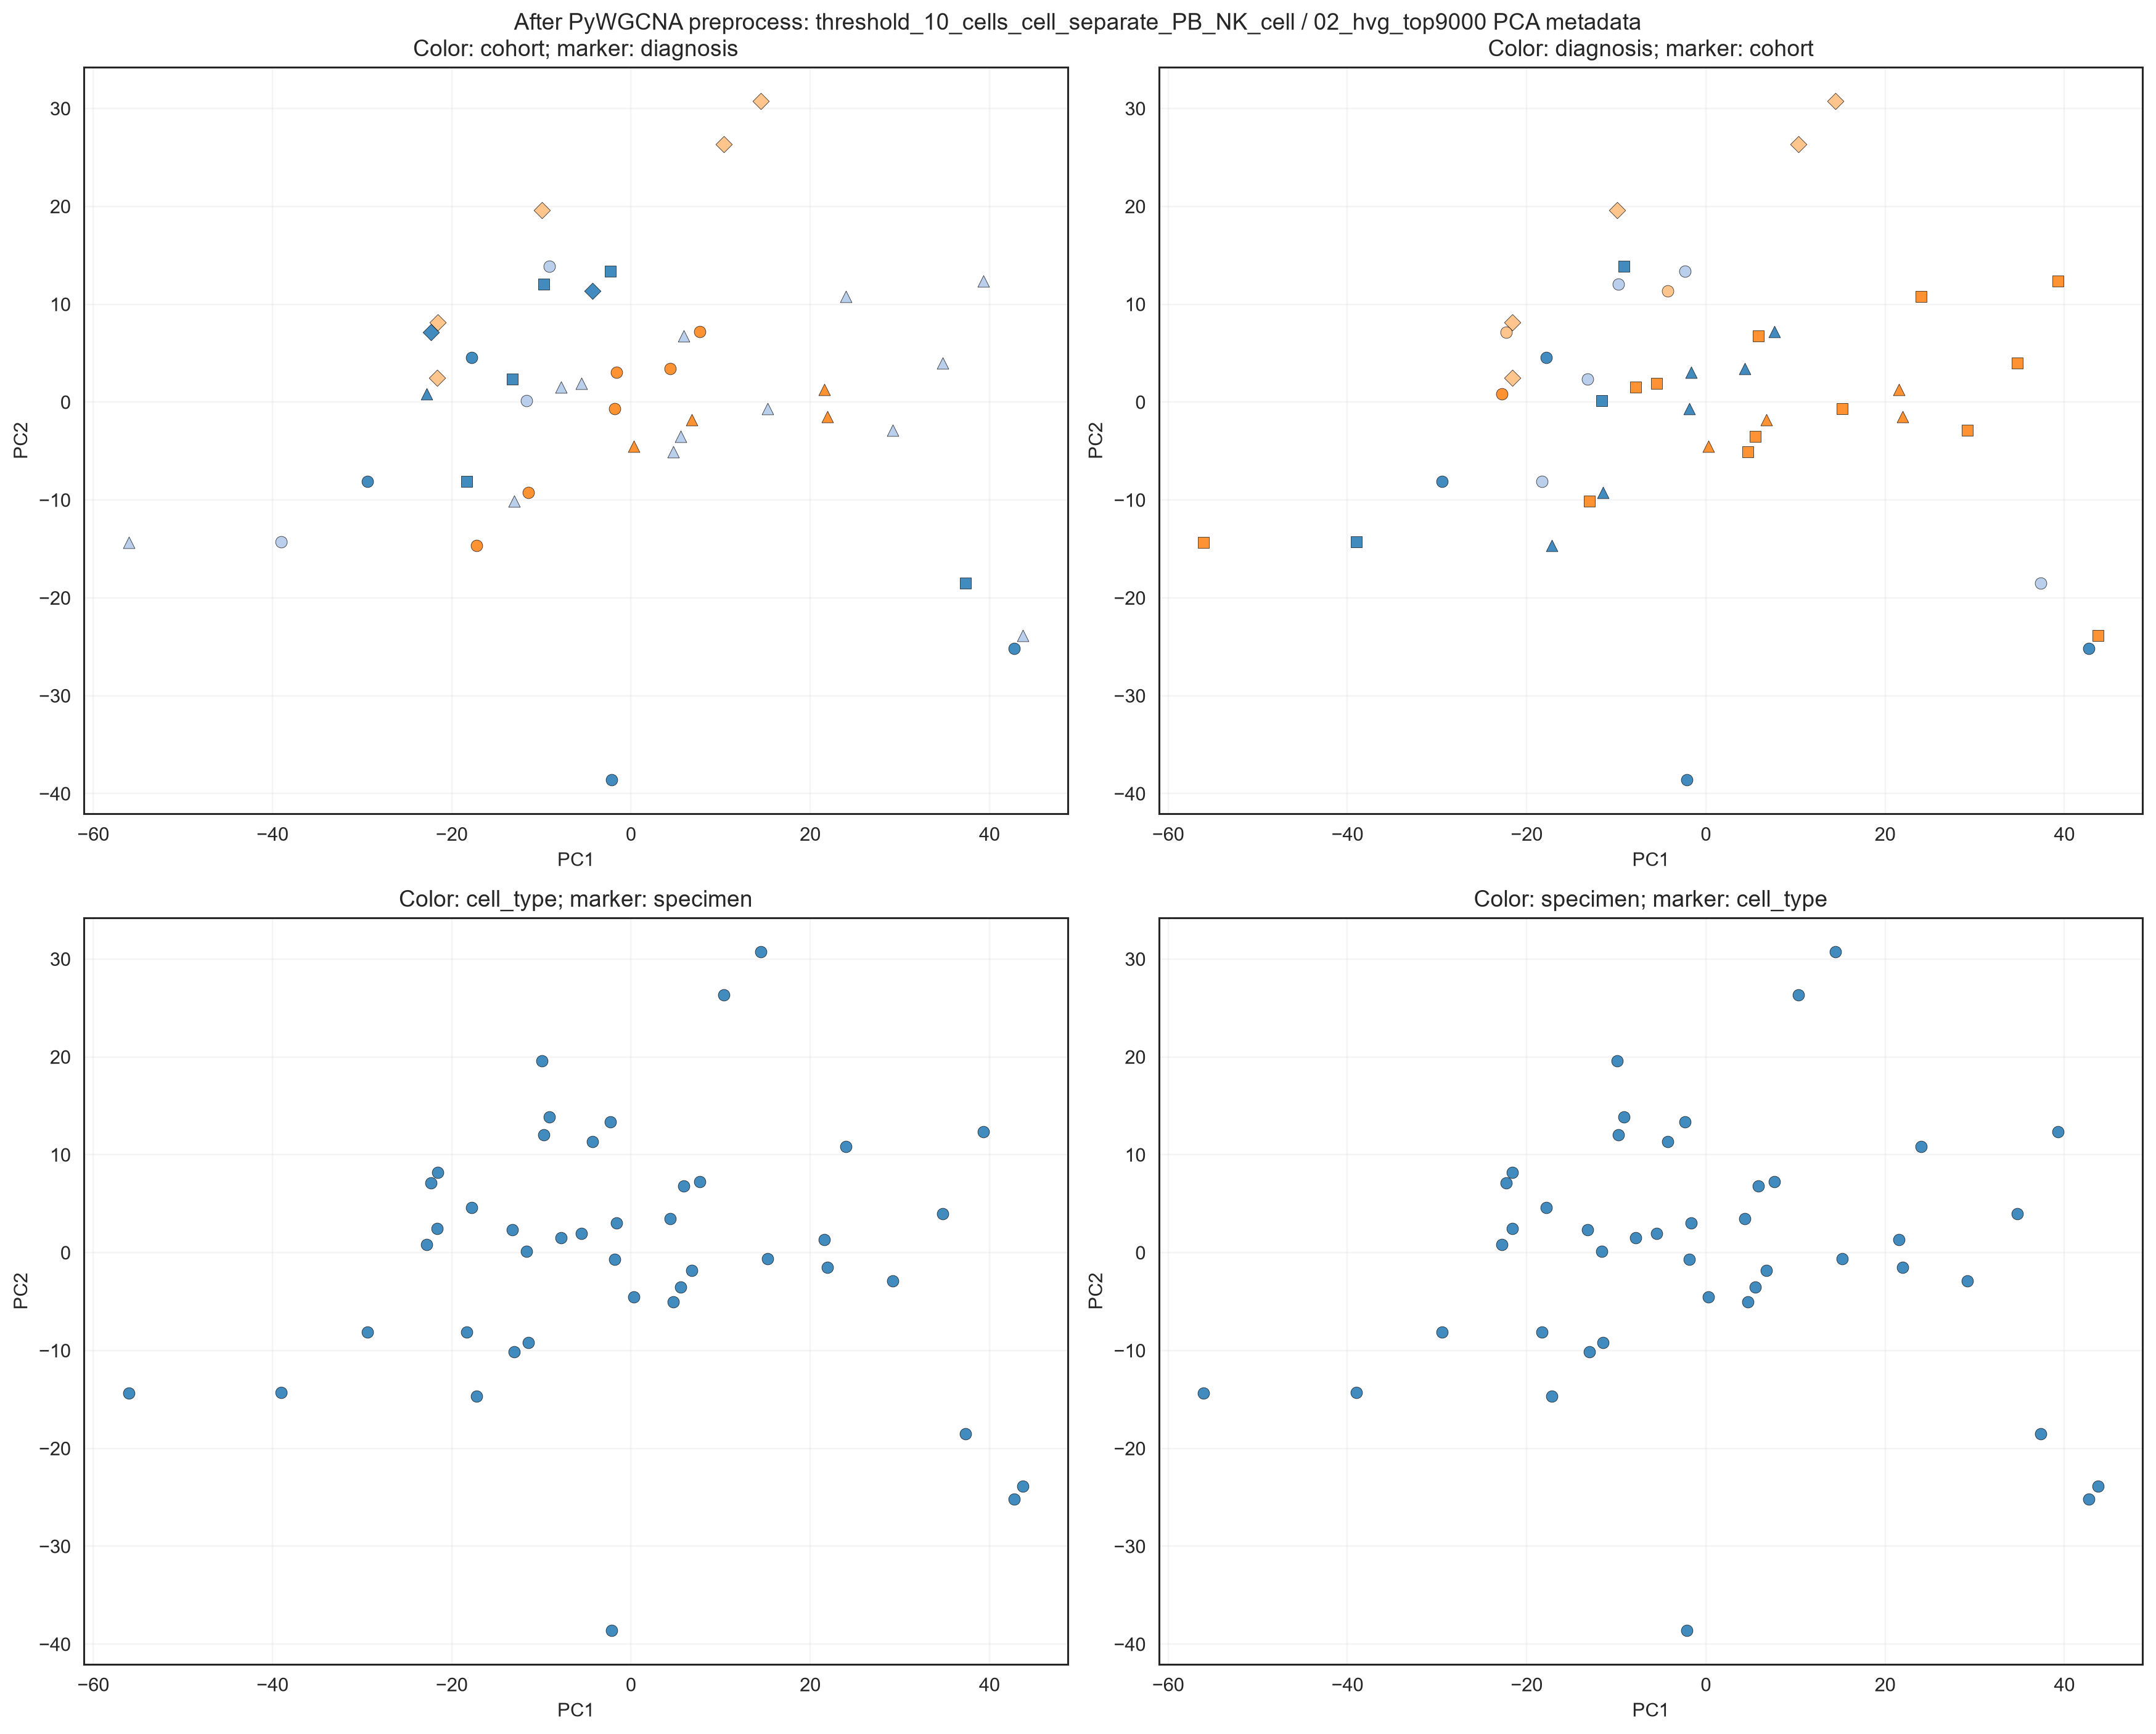 After PyWGCNA preprocess: threshold_10_cells_cell_separate_PB_NK_cell / 02_hvg_top9000 PCA metadata
Color: cohort; marker: diagnosis
30
20
10
0
−10
−20
−30
−40
PC2
−60 −40 −20 0 20 40
PC1
Color: diagnosis; marker: cohort
30
20
10
0
−10
−20
−30
−40
PC2
−60 −40 −20 0 20 40
PC1
Color: cell_type; marker: specimen
30
20
10
0
−10
−20
−30
−40
PC2
−60 −40 −20 0 20 40
PC1
Color: specimen; marker: cell_type
30
20
10
0
−10
−20
−30
−40
PC2
−60 −40 −20 0 20 40
PC1